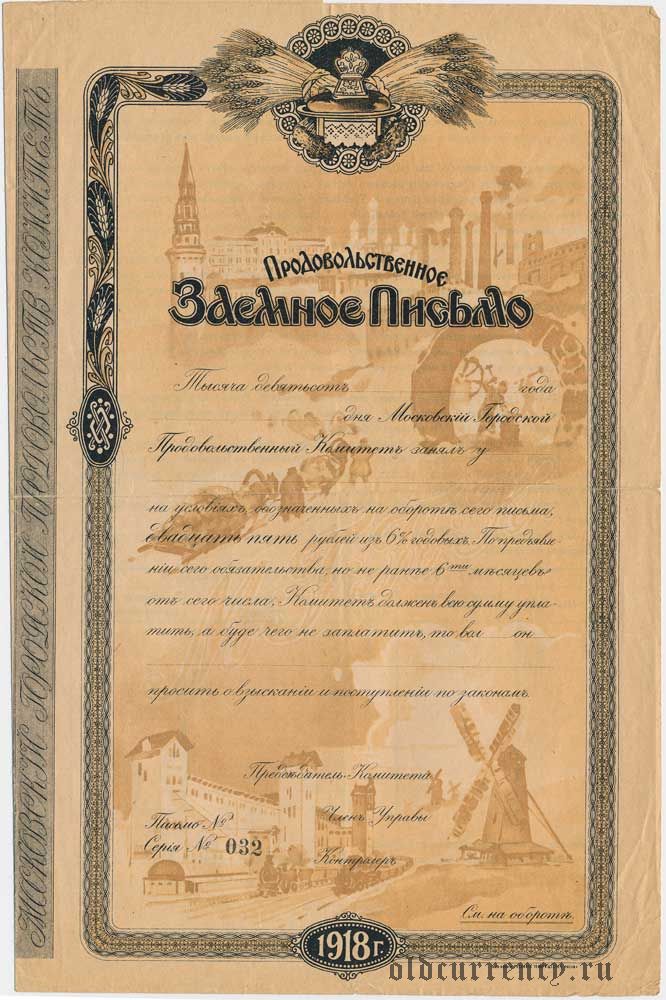 МОСКОВСКІЙ ГОРОДСКОЙ ПРОДОВОЛЬСТВ. КОМИТЕТЪ
Продовольственное
Заемное Письмо
Тысяча девятьсотъ года
дня Московскій Городской
Продовольственный Комитетъ занялъ у
на условіяхъ, обозначенныхъ на оборотѣ сего письма,
двадцать пять рублей изъ 6% годовыхъ. По предъявле-
ніи сего обязательства, но не ранѣе 6ти мѣсяцевъ
отъ сего числа, Комитетъ долженъ всю сумму упла-
тить, а буде чего не заплатитъ, то вол онъ
просить о взысканіи и поступленіи по законамъ.
Предсѣдатель Комитета
Письмо №
Членъ Управы
Серія № 032
Контролеръ
См. на оборотѣ.
1918 г.
oldcurrency.ru